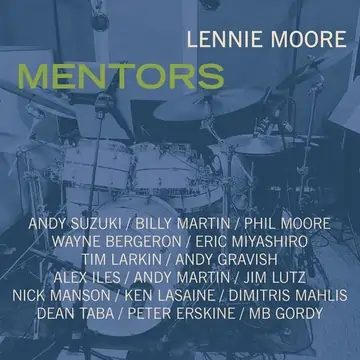 LENNIE MOORE
MENTORS
ANDY SUZUKI / BILLY MARTIN / PHIL MOORE
WAYNE BERGERON / ERIC MIYASHIRO
TIM LARKIN / ANDY GRAVISH
ALEX ILES / ANDY MARTIN / JIM LUTZ
NICK MANSON / KEN LASAINE / DIMITRIS MAHLIS
DEAN TABA / PETER ERSKINE / MB GORDY